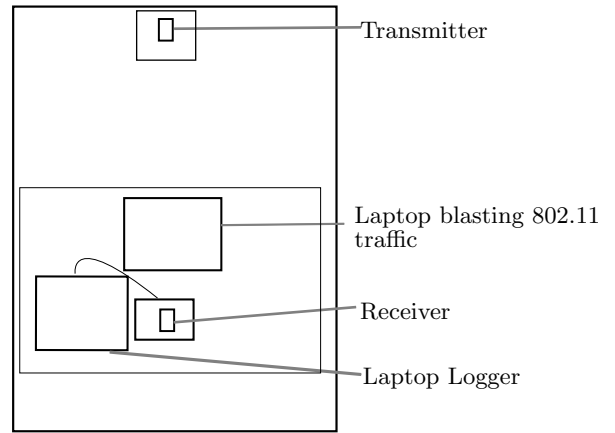 Transmitter
Laptop blasting 802.11
traffic
Receiver
Laptop Logger